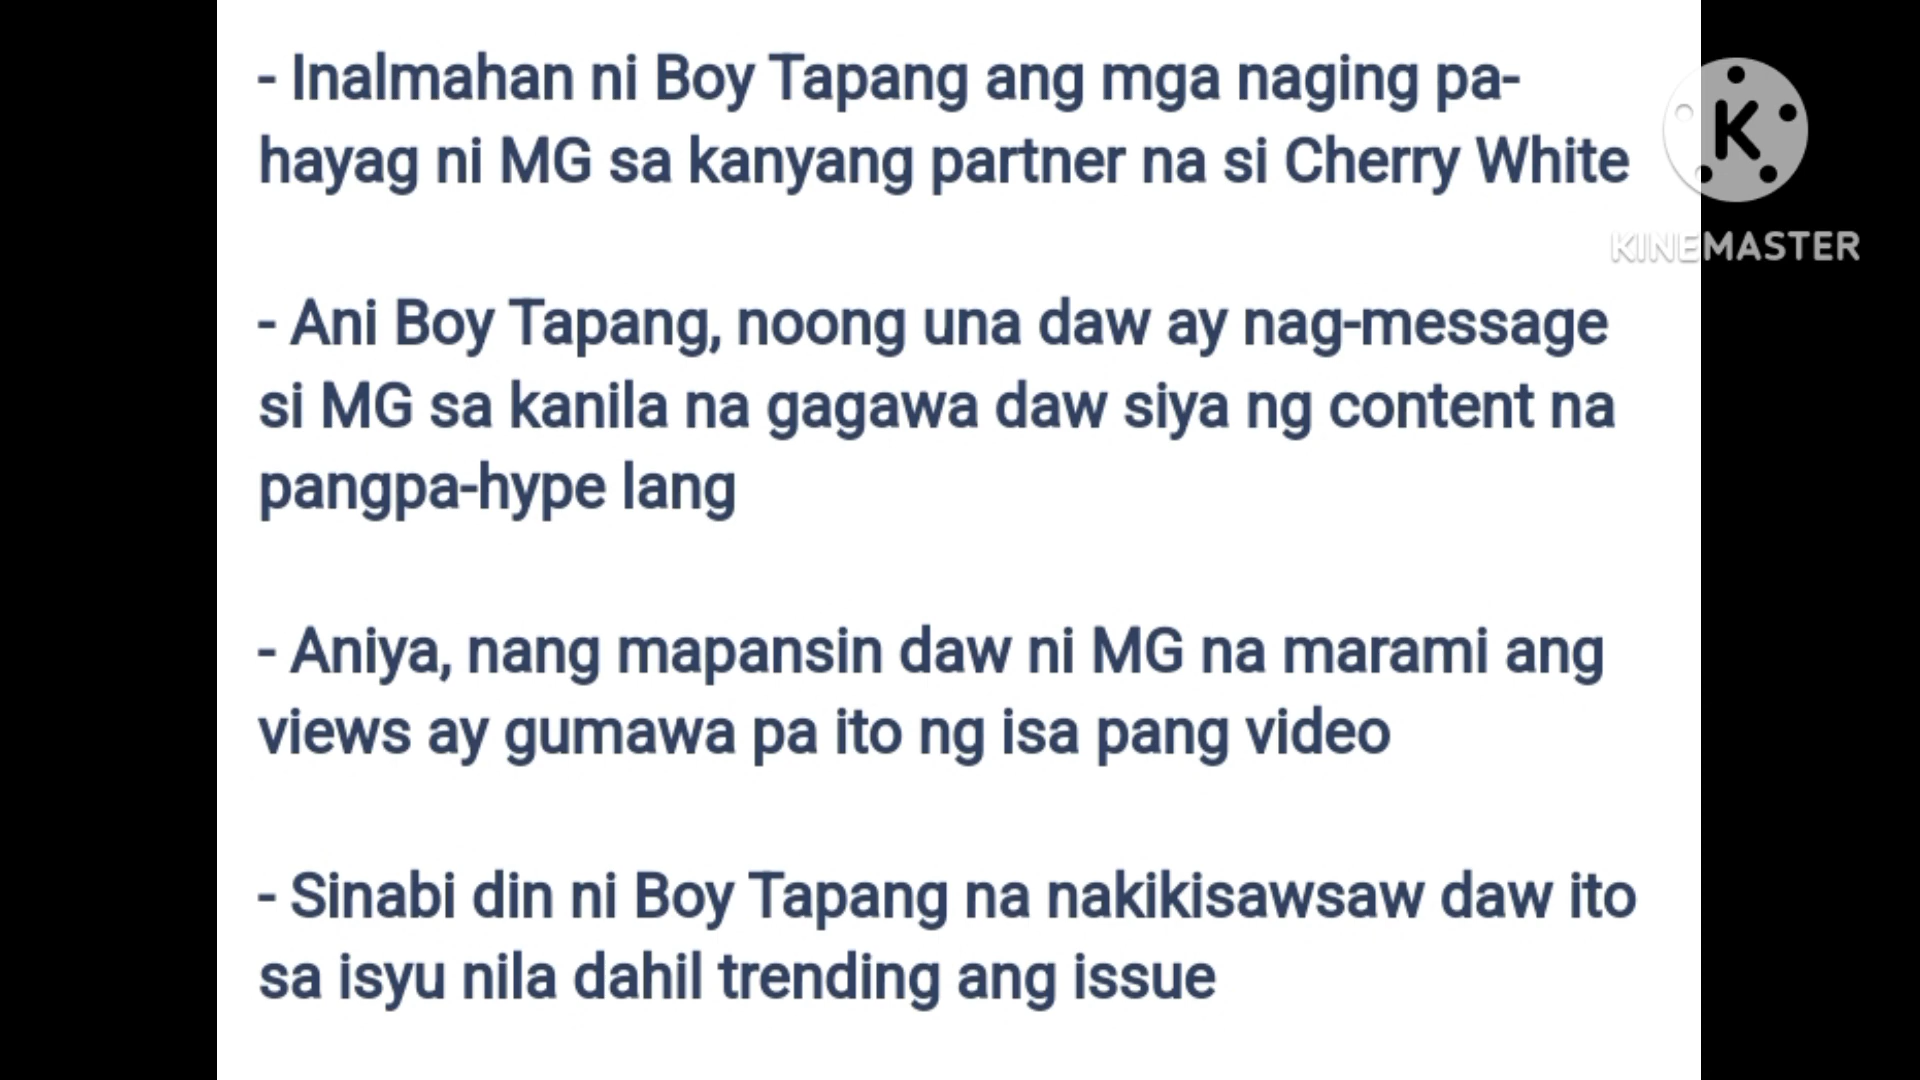 - Inalmahan ni Boy Tapang ang mga naging pa-
hayag ni MG sa kanyang partner na si Cherry White
K
KINEMASTER
- Ani Boy Tapang, noong una daw ay nag-message
si MG sa kanila na gagawa daw siya ng content na
pangpa-hype lang
- Aniya, nang mapansin daw ni MG na marami ang
views ay gumawa pa ito ng isa pang video
- Sinabi din ni Boy Tapang na nakikisawsaw daw ito
sa isyu nila dahil trending ang issue